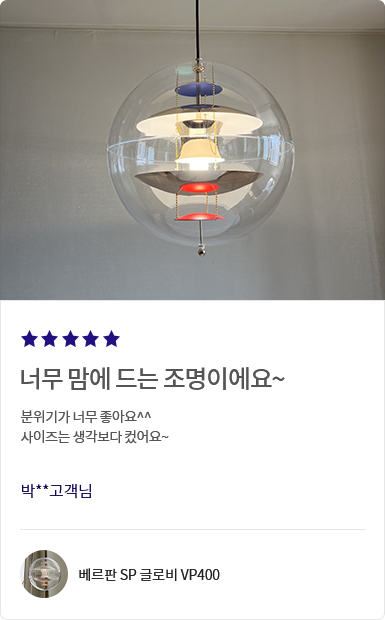 너무 맘에 드는 조명이에요~
분위기가 너무 좋아요^^
사이즈는 생각보다 컸어요~
박**고객님
베르판 SP 글로비 VP400